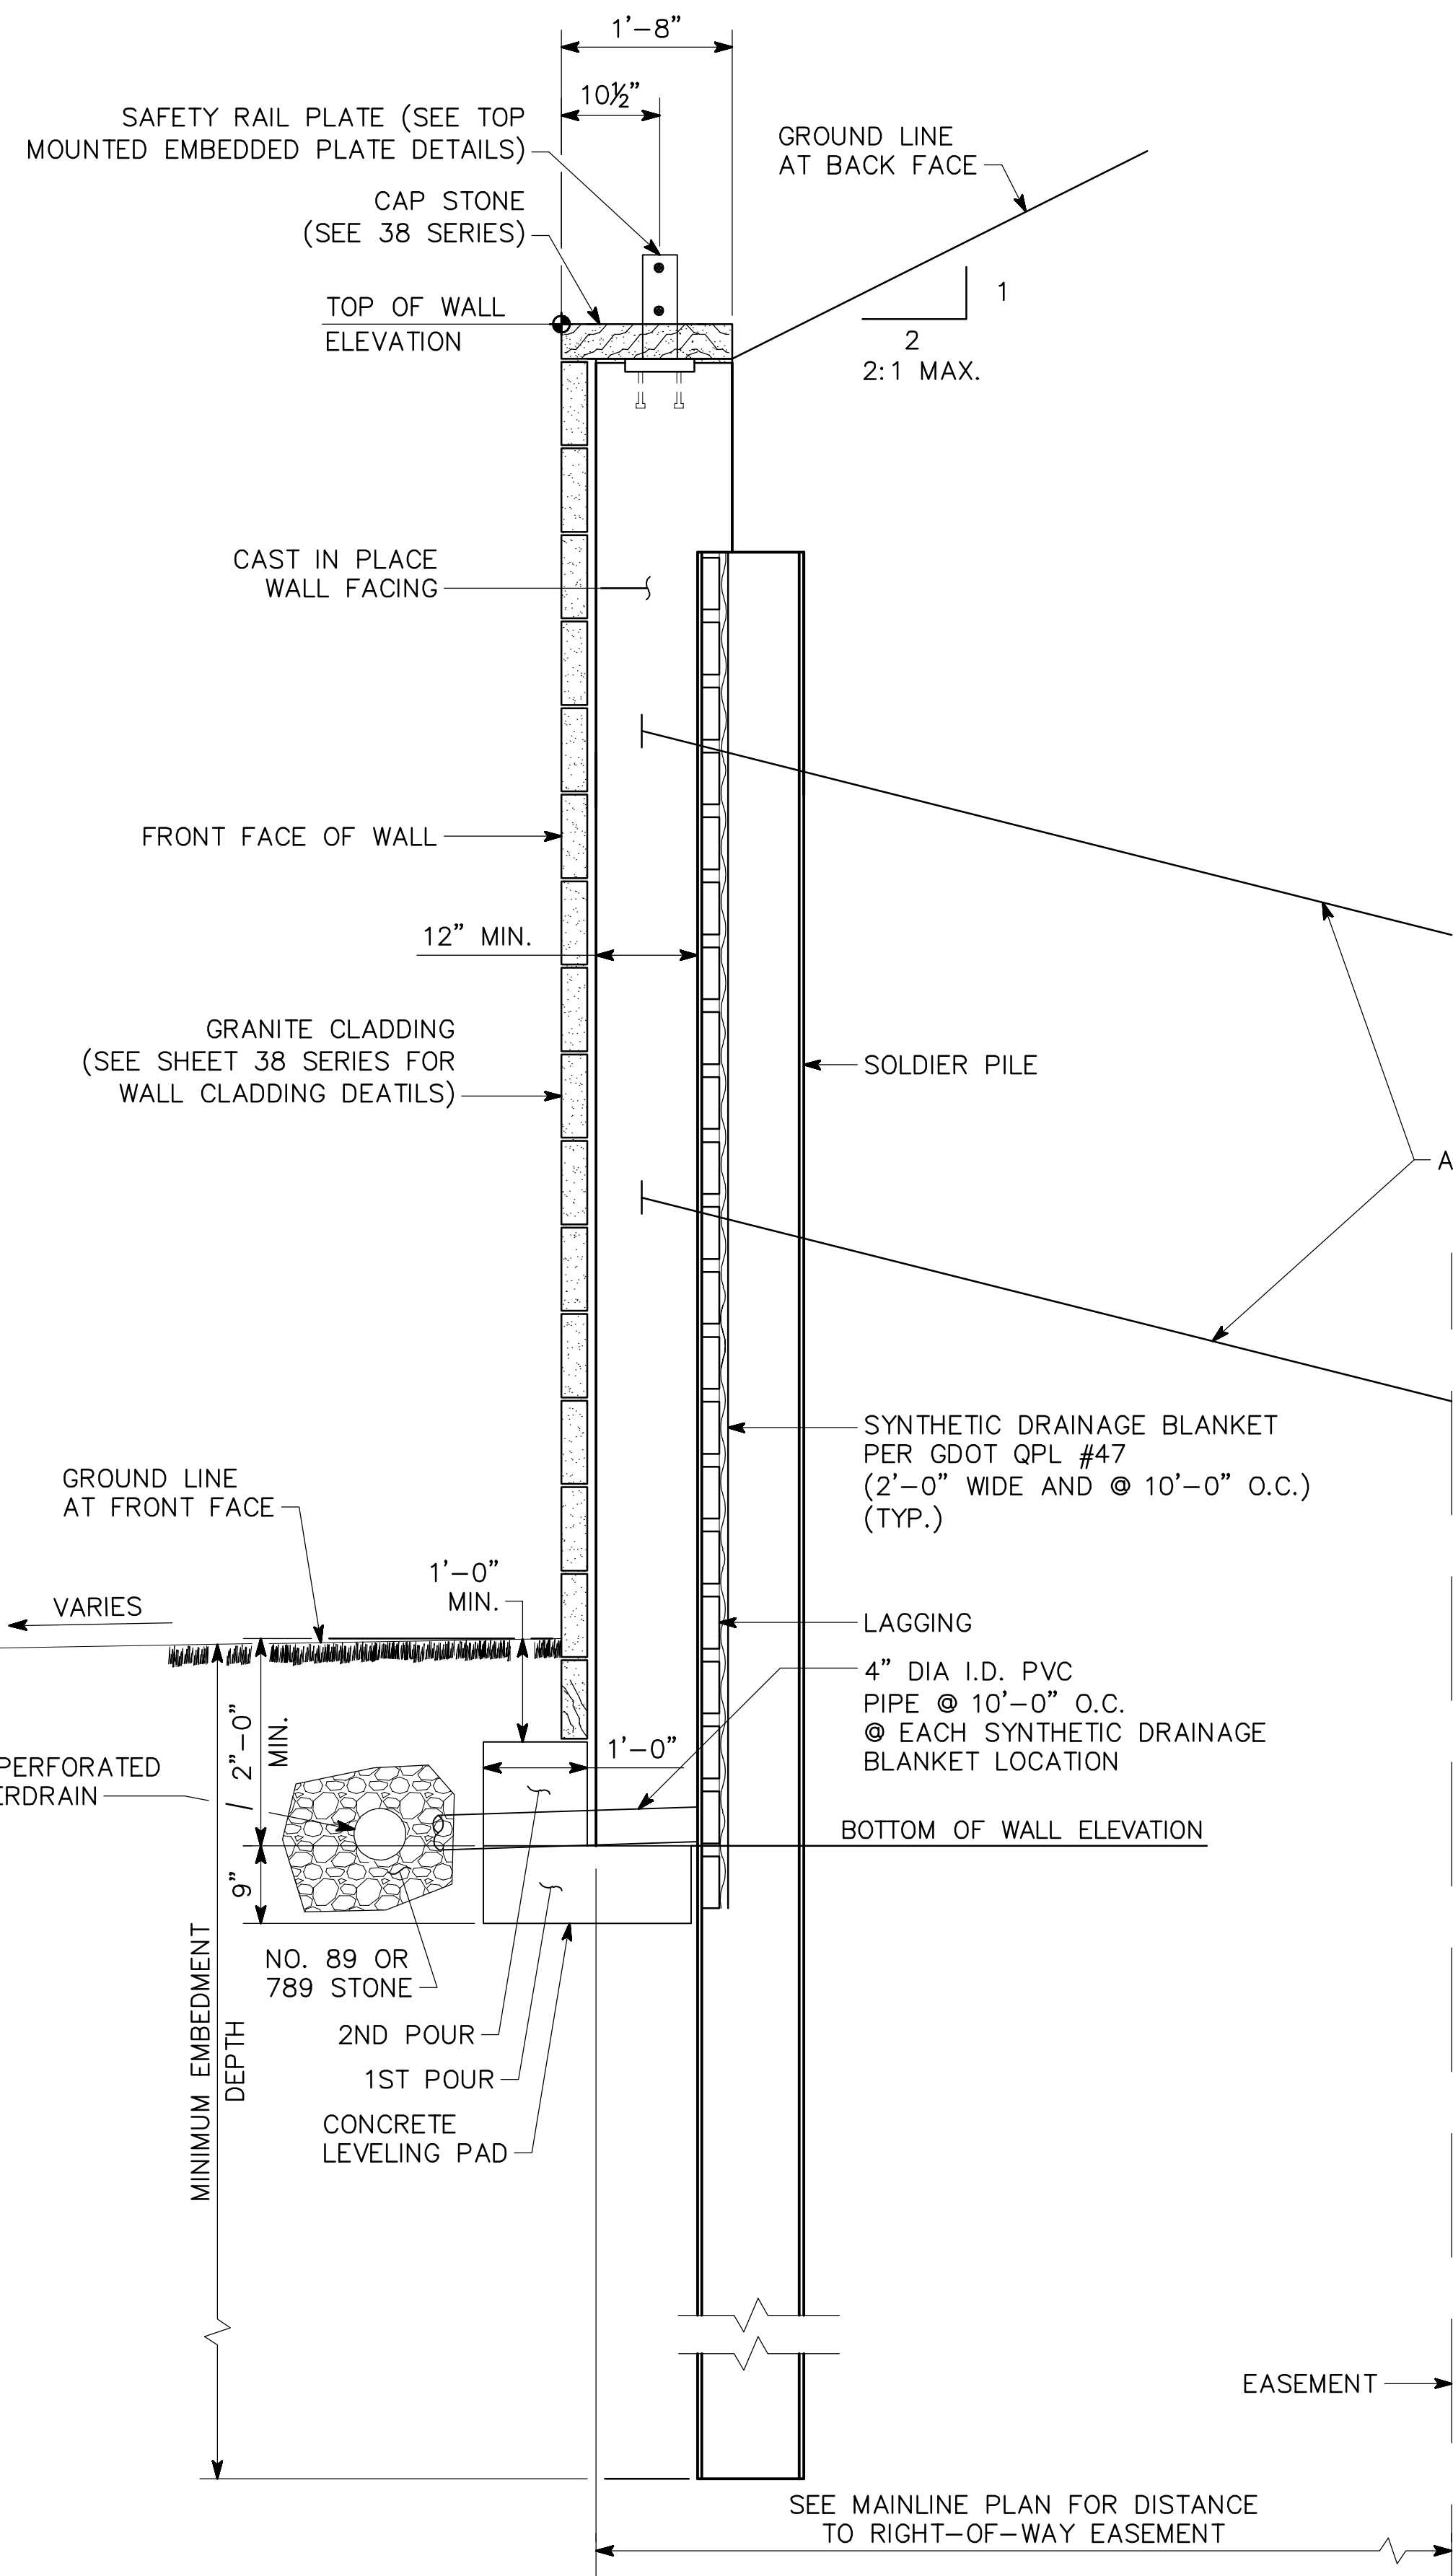 1'-8"
10½"
SAFETY RAIL PLATE (SEE TOP
MOUNTED EMBEDDED PLATE DETAILS)
GROUND LINE
AT BACK FACE
CAP STONE
(SEE 38 SERIES)
TOP OF WALL
ELEVATION
1
2
2:1 MAX.
CAST IN PLACE
WALL FACING
FRONT FACE OF WALL
12" MIN.
GRANITE CLADDING
(SEE SHEET 38 SERIES FOR
WALL CLADDING DEATILS)
SOLDIER PILE
A
SYNTHETIC DRAINAGE BLANKET
PER GDOT QPL #47
(2'-0" WIDE AND @ 10'-0" O.C.)
(TYP.)
GROUND LINE
AT FRONT FACE
1'-0"
MIN.
VARIES
LAGGING
4" DIA I.D. PVC
PIPE @ 10'-0" O.C.
@ EACH SYNTHETIC DRAINAGE
BLANKET LOCATION
2"-0"
MIN.
1'-0"
PERFORATED
ERDRAIN
BOTTOM OF WALL ELEVATION
9"
NO. 89 OR
789 STONE
2ND POUR
1ST POUR
CONCRETE
LEVELING PAD
MINIMUM EMBEDMENT
DEPTH
EASEMENT
SEE MAINLINE PLAN FOR DISTANCE
TO RIGHT-OF-WAY EASEMENT